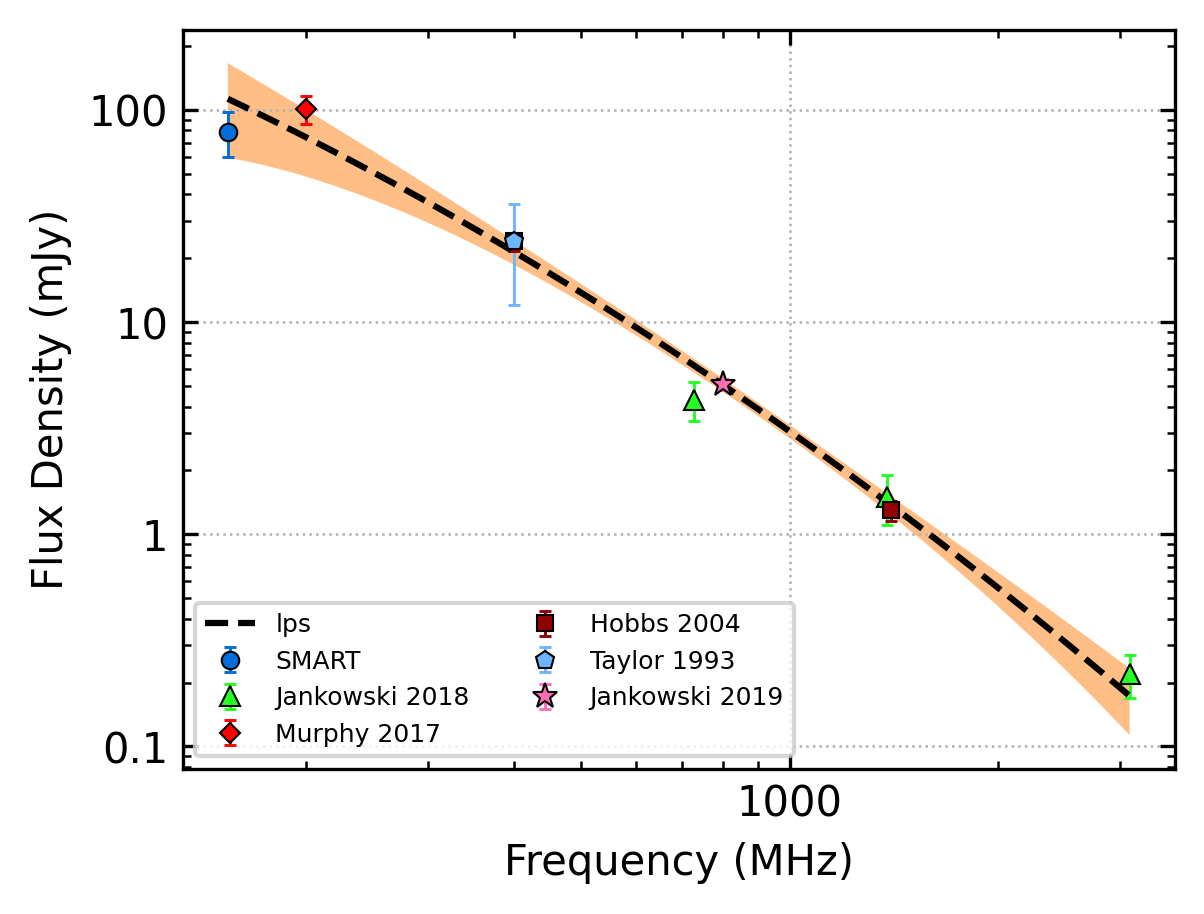 100
10
1
0.1
Flux Density (mJy)
lps
SMART
Jankowski 2018
Murphy 2017
Hobbs 2004
Taylor 1993
Jankowski 2019
1000
Frequency (MHz)